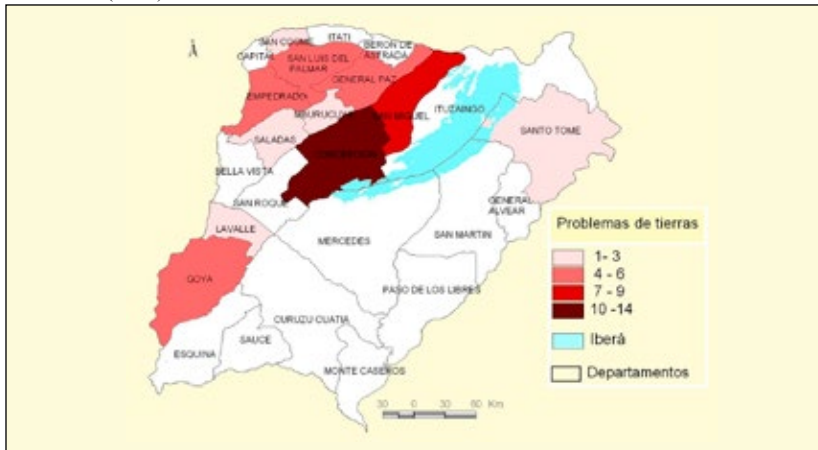 SAN COSME
ITATI
CAPITAL
BERON DE
ASTRADA
SAN LUIS DEL
PALMAR
GENERAL PAZ
EMPEDRADO
MBURUCUYA
SAN MIGUEL
ITUZAINGO
SALADAS
CONCEPCION
SANTO TOME
BELLA VISTA
SAN ROQUE
GENERAL
ALVEAR
LAVALLE
MERCEDES
SAN MARTIN
GOYA
PASO DE LOS LIBRES
CURUZU CUATIA
ESQUINA
SAUCE
MONTE CASEROS
Problemas de tierras
1- 3
4 - 6
7 - 9
10 -14
Iberá
Departamentos
30 0 30 60 Km